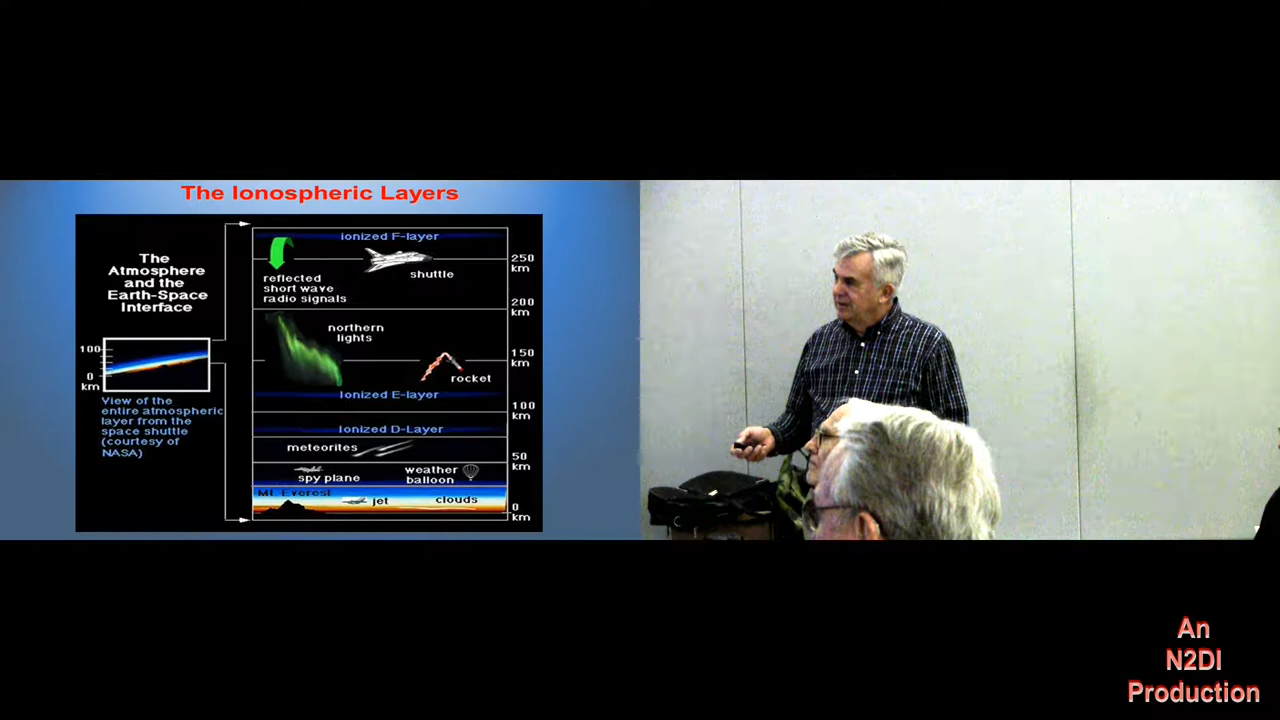 The Ionospheric Layers
The
Atmosphere
and the
Earth-Space
Interface
100
0
km
View of the
entire atmospheric
layer from the
space shuttle
(courtesy of
NASA)
ionized F-layer
250
km
shuttle
reflected
short wave
radio signals
200
km
northern
lights
150
km
rocket
Ionized E-layer
100
km
Ionized D-Layer
meteorites
50
km
spy plane
weather
balloon
Mt. Everest
jet
clouds
0
km
An
N2DI
Production